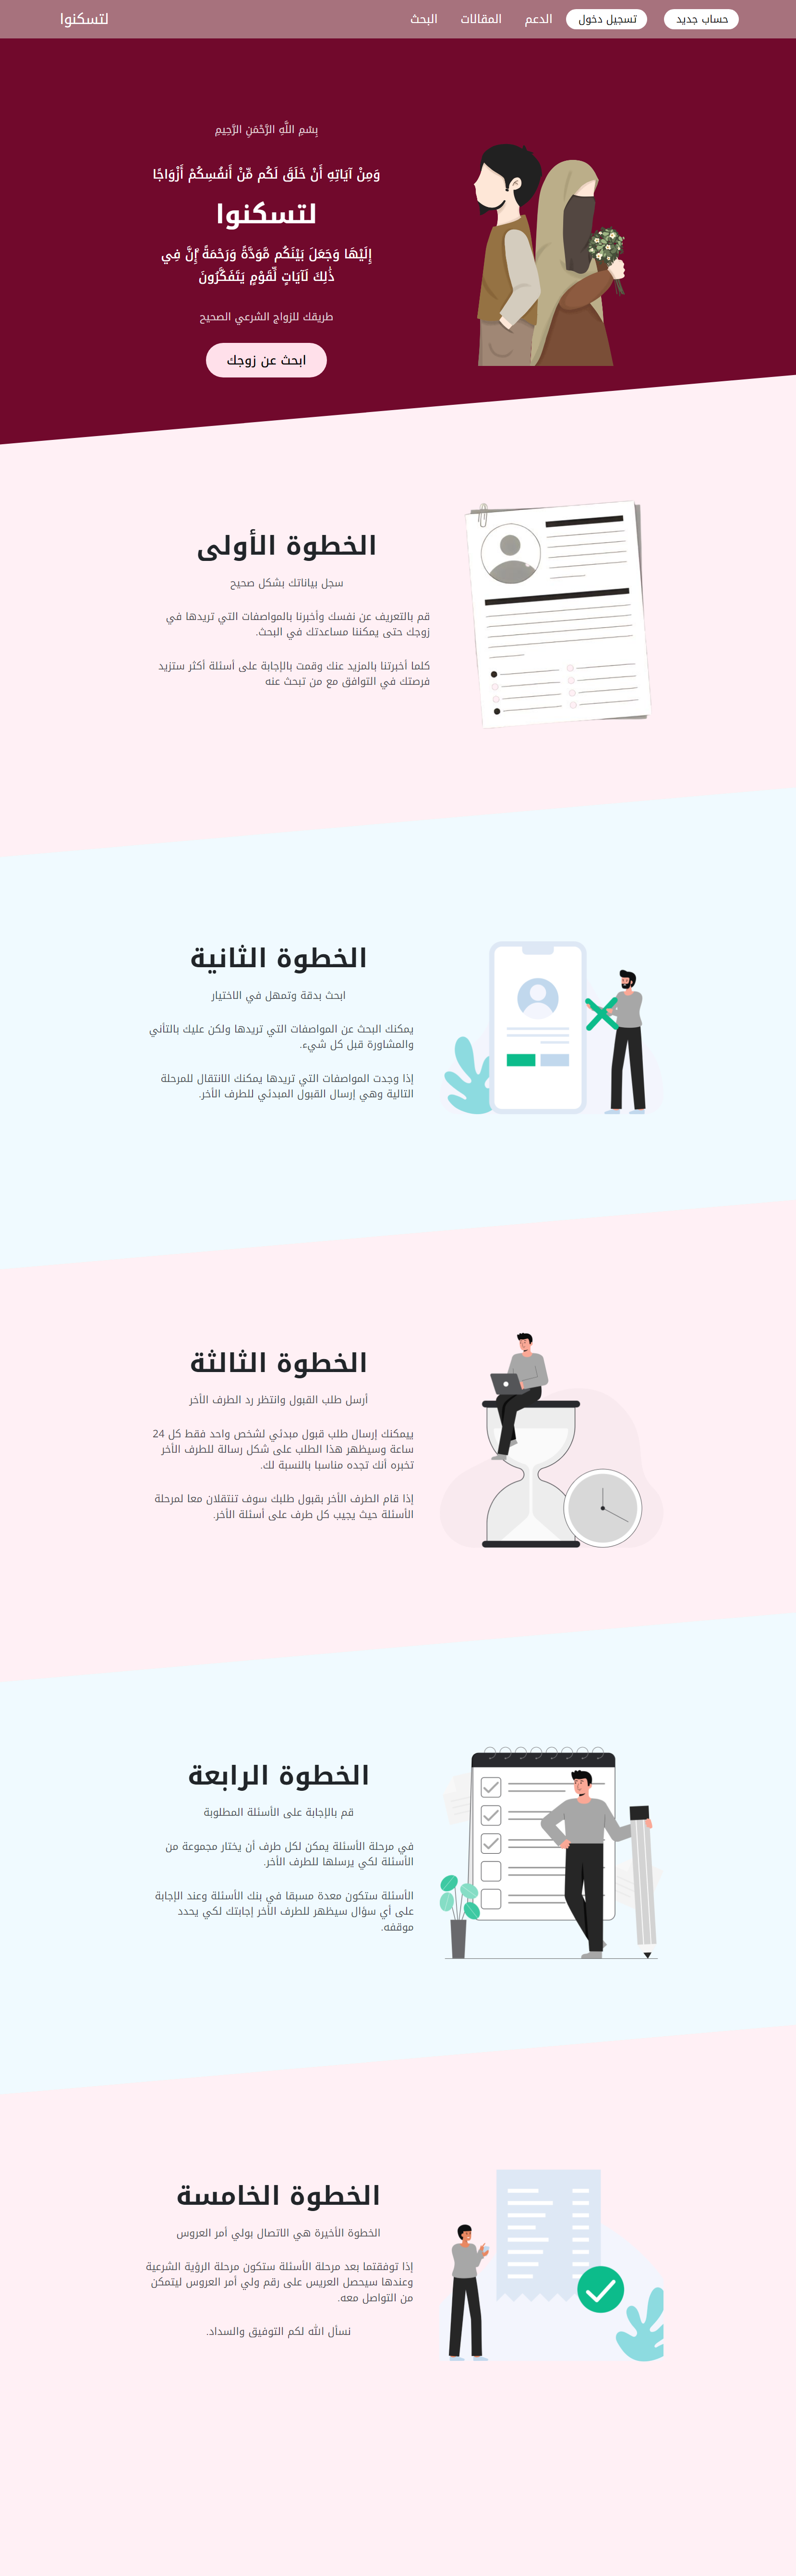 حساب جديد
تسجيل دخول
الدعم
المقالات
البحث
لتسكنوا
بِسْمِ اللَّهِ الرَّحْمَنِ الرَّحِيمِ
وَمِنْ آيَاتِهِ أَنْ خَلَقَ لَكُم مِّنْ أَنفُسِكُمْ أَزْوَاجًا
لتسكنوا
إِلَيْهَا وَجَعَلَ بَيْنَكُم مَّوَدَّةً وَرَحْمَةً ۚ إِنَّ فِي
ذَٰلِكَ لَآيَاتٍ لِّقَوْمٍ يَتَفَكَّرُونَ
طريقك للزواج الشرعي الصحيح
ابحث عن زوجك
الخطوة الأولى
سجل بياناتك بشكل صحيح
قم بالتعريف عن نفسك وأخبرنا بالمواصفات التي تريدها في
زوجك حتى يمكننا مساعدتك في البحث.
كلما أخبرتنا بالمزيد عنك وقمت بالإجابة على أسئلة أكثر ستزيد
فرصتك في التوافق مع من تبحث عنه
الخطوة الثانية
ابحث بدقة وتمهل في الاختيار
يمكنك البحث عن المواصفات التي تريدها ولكن عليك بالتأني
والمشاورة قبل كل شيء.
إذا وجدت المواصفات التي تريدها يمكنك الانتقال للمرحلة
التالية وهي إرسال القبول المبدئي للطرف الأخر.
الخطوة الثالثة
أرسل طلب القبول وانتظر رد الطرف الأخر
ييمكنك إرسال طلب قبول مبدئي لشخص واحد فقط كل 24
ساعة وسيظهر هذا الطلب على شكل رسالة للطرف الأخر
تخبره أنك تجده مناسبا بالنسبة لك.
إذا قام الطرف الأخر بقبول طلبك سوف تنتقلان معا لمرحلة
الأسئلة حيث يجيب كل طرف على أسئلة الأخر.
الخطوة الرابعة
قم بالإجابة على الأسئلة المطلوبة
في مرحلة الأسئلة يمكن لكل طرف أن يختار مجموعة من
الأسئلة لكي يرسلها للطرف الأخر.
الأسئلة ستكون معدة مسبقا في بنك الأسئلة وعند الإجابة
على أي سؤال سيظهر للطرف الأخر إجابتك لكي يحدد
موقفه.
الخطوة الخامسة
الخطوة الأخيرة هي الاتصال بولي أمر العروس
إذا توفقتما بعد مرحلة الأسئلة ستكون مرحلة الرؤية الشرعية
وعندها سيحصل العريس على رقم ولي أمر العروس ليتمكن
من التواصل معه.
نسأل الله لكم التوفيق والسداد.